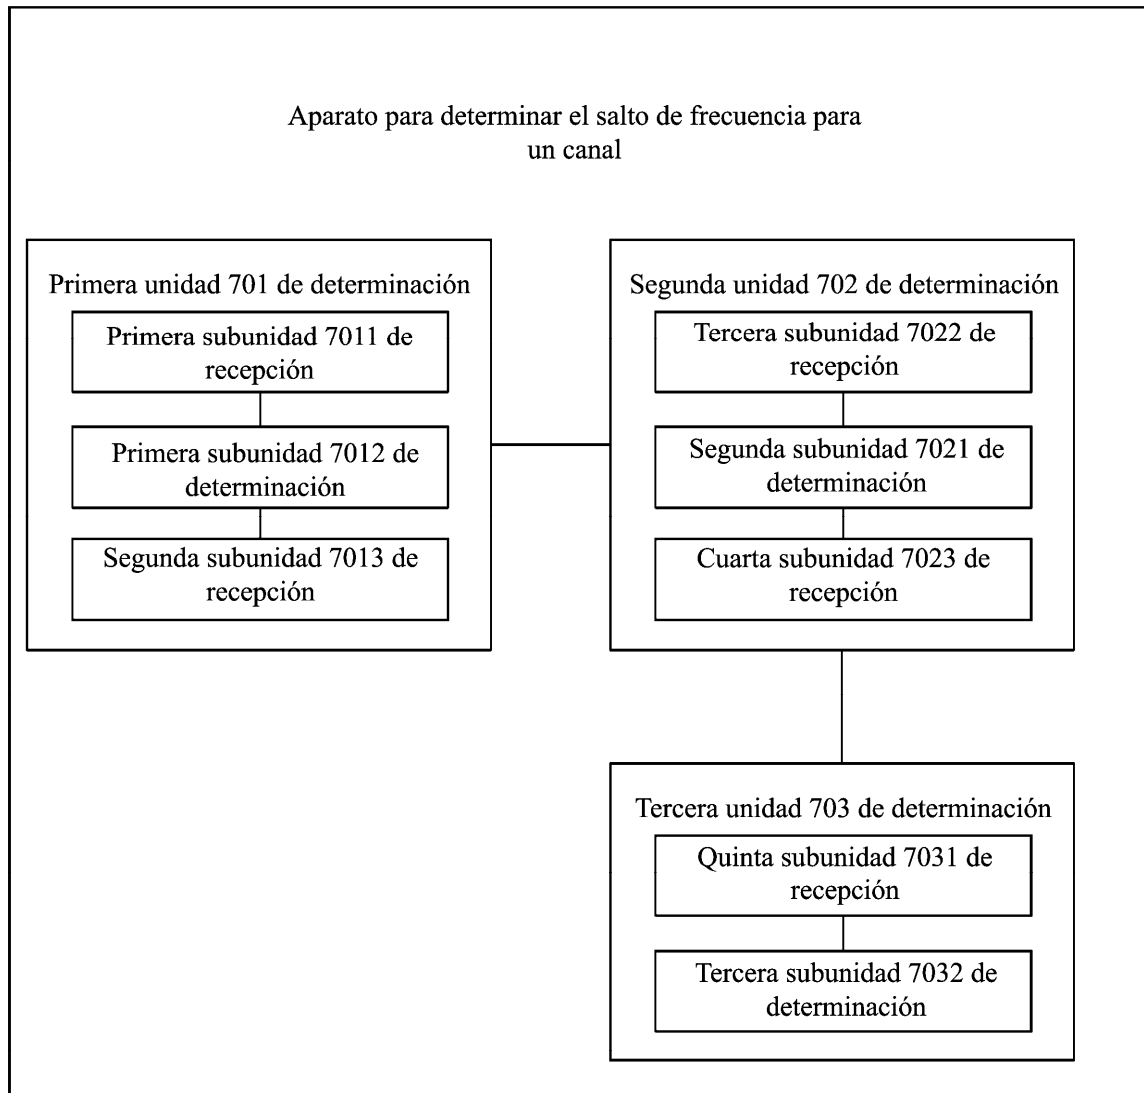 Aparato para determinar el salto de frecuencia para
un canal
Primera unidad 701 de determinación
Primera subunidad 7011 de
recepción
Primera subunidad 7012 de
determinación
Segunda subunidad 7013 de
recepción
Segunda unidad 702 de determinación
Tercera subunidad 7022 de
recepción
Segunda subunidad 7021 de
determinación
Cuarta subunidad 7023 de
recepción
Tercera unidad 703 de determinación
Quinta subunidad 7031 de
recepción
Tercera subunidad 7032 de
determinación